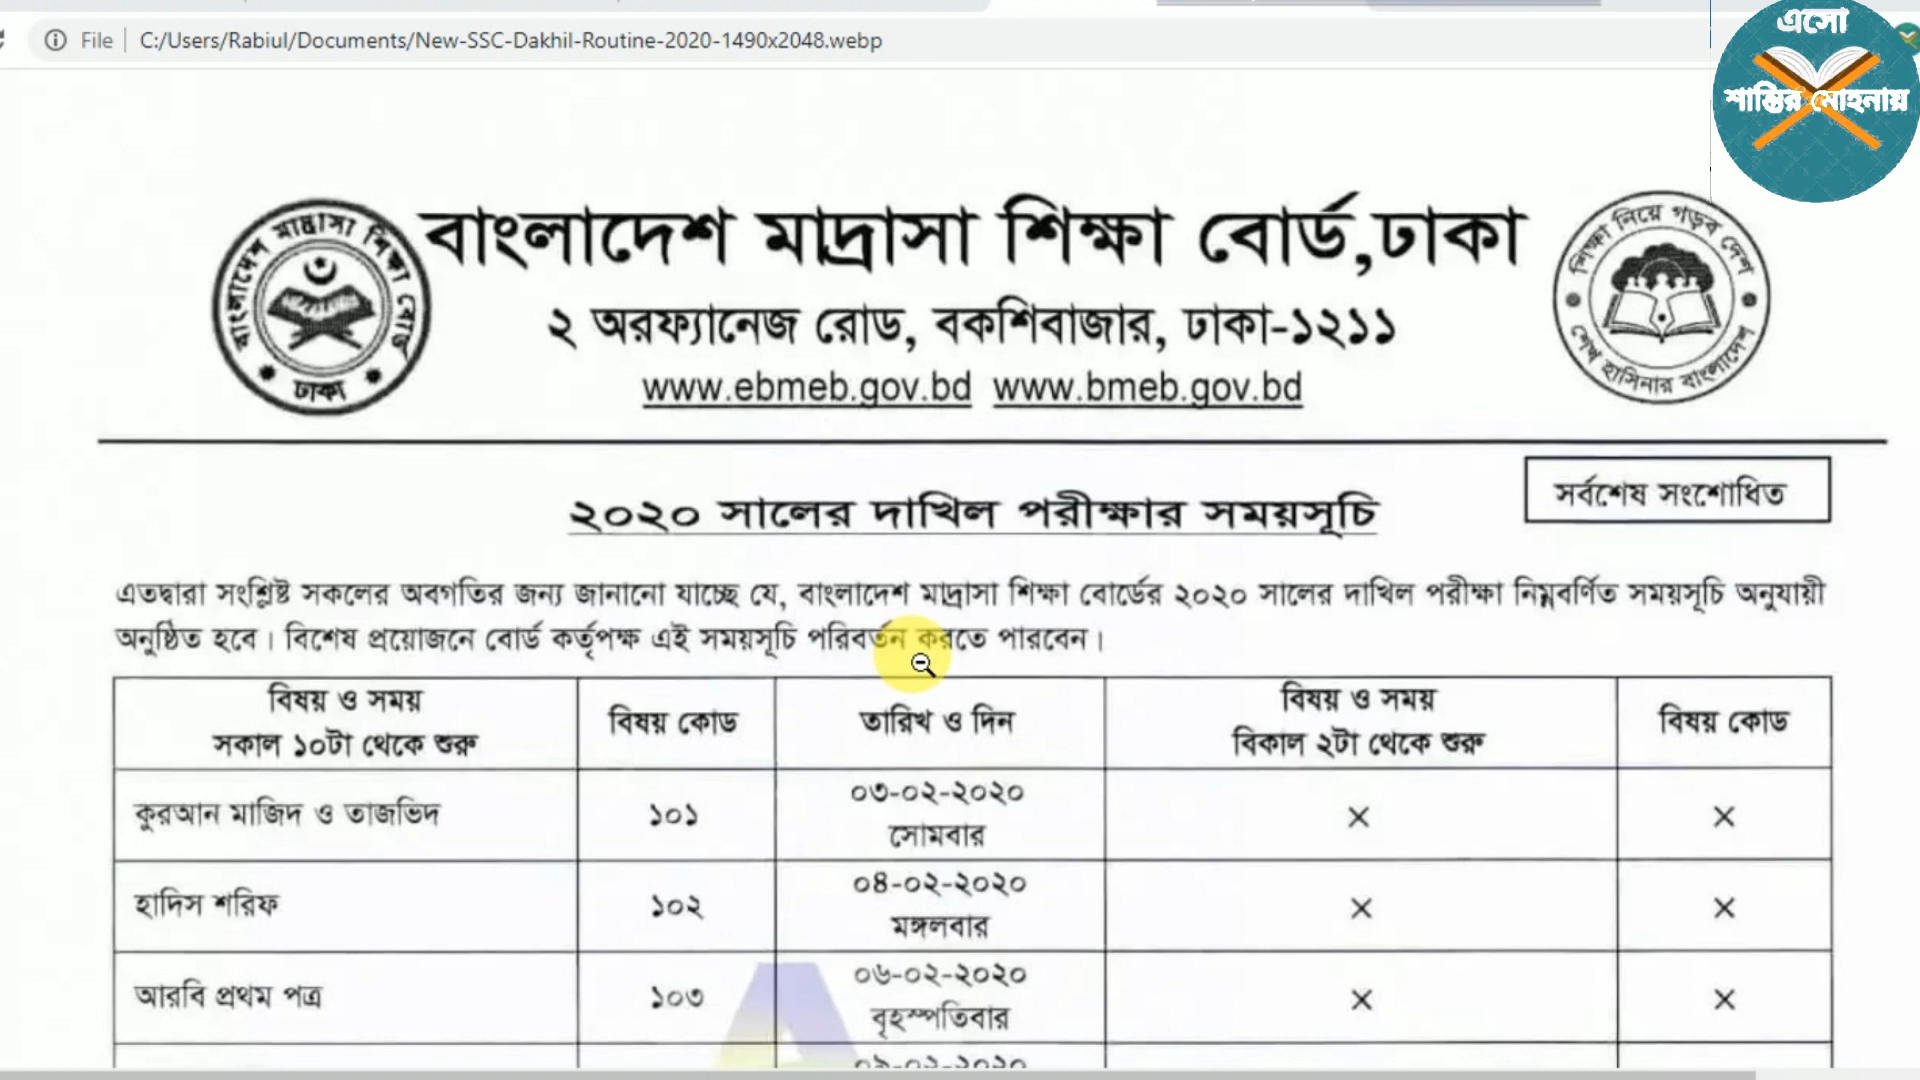 এসো
শান্তির মোহনায়
File
C:/Users/Rabiul/Documents/New-SSC-Dakhil-Routine-2020-1490x2048.webp
বাংলাদেশ মাদ্রাসা শিক্ষা বোর্ড
ঢাকা
বাংলাদেশ মাদ্রাসা শিক্ষা বোর্ড,ঢাকা
২ অরফ্যানেজ রোড, বকশিবাজার, ঢাকা-১২১১
www.ebmeb.gov.bd www.bmeb.gov.bd
শিক্ষা নিয়ে গড়ব দেশ
শেখ হাসিনার বাংলাদেশ
সর্বশেষ সংশোধিত
২০২০ সালের দাখিল পরীক্ষার সময়সূচি
এতদ্বারা সংশ্লিষ্ট সকলের অবগতির জন্য জানানো যাচ্ছে যে, বাংলাদেশ মাদ্রাসা শিক্ষা বোর্ডের ২০২০ সালের দাখিল পরীক্ষা নিম্নবর্ণিত সময়সূচি অনুযায়ী
অনুষ্ঠিত হবে। বিশেষ প্রয়োজনে বোর্ড কর্তৃপক্ষ এই সময়সূচি পরিবর্তন করতে পারবেন।
বিষয় ও সময়
সকাল ১০টা থেকে শুরু
বিষয় কোড
তারিখ ও দিন
বিষয় ও সময়
বিকাল ২টা থেকে শুরু
বিষয় কোড
কুরআন মাজিদ ও তাজভিদ
১০১
০৩-০২-২০২০
সোমবার
×
×
হাদিস শরিফ
১০২
০৪-০২-২০২০
মঙ্গলবার
×
×
আরবি প্রথম পত্র
১০৩
০৬-০২-২০২০
বৃহস্পতিবার
×
×